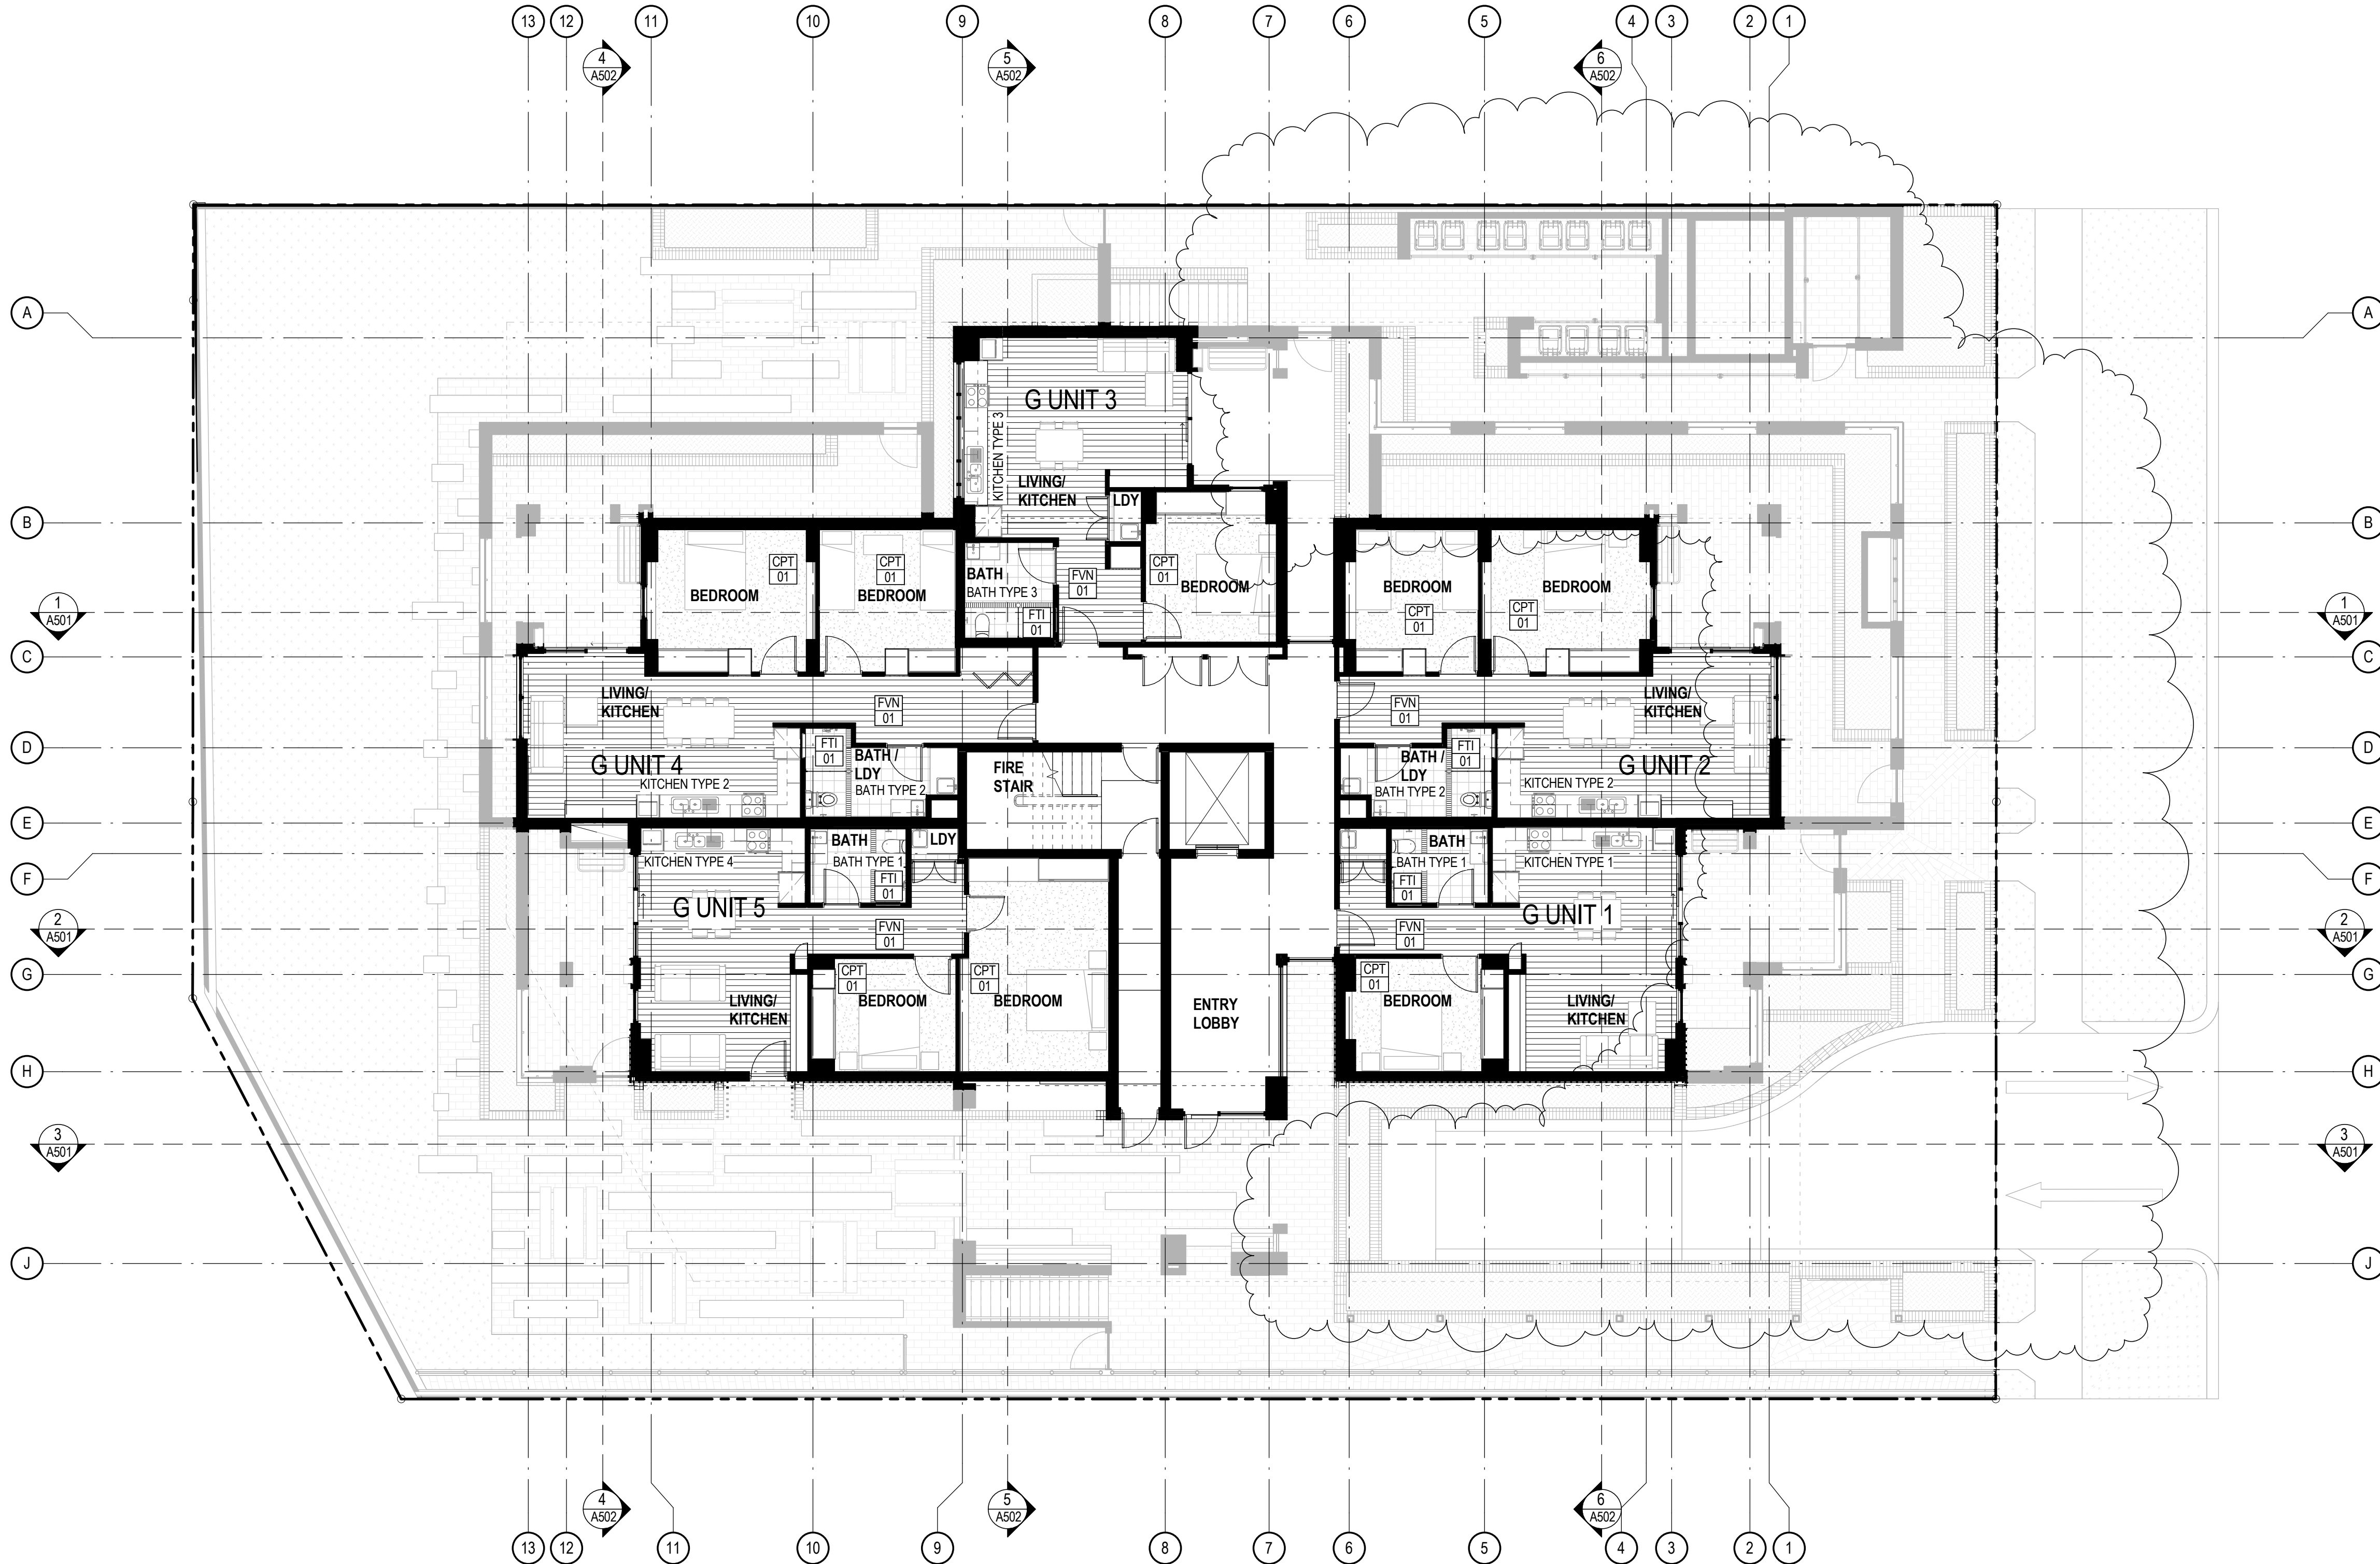 13
12
11
10
9
8
7
6
5
4
3
2
1
4
A502
5
A502
6
A502
A
A
G UNIT 3
KITCHEN TYPE 3
LIVING/
KITCHEN
LDY
B
B
CPT
01
BEDROOM
CPT
01
BEDROOM
BATH
BATH TYPE 3
FTI
01
FVN
01
CPT
01
BEDROOM
BEDROOM
CPT
01
BEDROOM
CPT
01
1
A501
1
A501
C
C
LIVING/
KITCHEN
FVN
01
FVN
01
LIVING/
KITCHEN
D
D
G UNIT 4
KITCHEN TYPE 2
FTI
01
BATH /
LDY
BATH TYPE 2
FIRE
STAIR
BATH /
LDY
BATH TYPE 2
FTI
01
G UNIT 2
KITCHEN TYPE 2
E
E
KITCHEN TYPE 4
BATH
BATH TYPE 1
FTI
01
LDY
BATH
BATH TYPE 1
FTI
01
KITCHEN TYPE 1
F
F
G UNIT 5
FVN
01
FVN
01
G UNIT 1
2
A501
2
A501
G
G
LIVING/
KITCHEN
CPT
01
BEDROOM
CPT
01
BEDROOM
ENTRY
LOBBY
CPT
01
BEDROOM
LIVING/
KITCHEN
H
H
3
A501
3
A501
J
J
4
A502
5
A502
6
A502
13
12
11
10
9
8
7
6
5
4
3
2
1